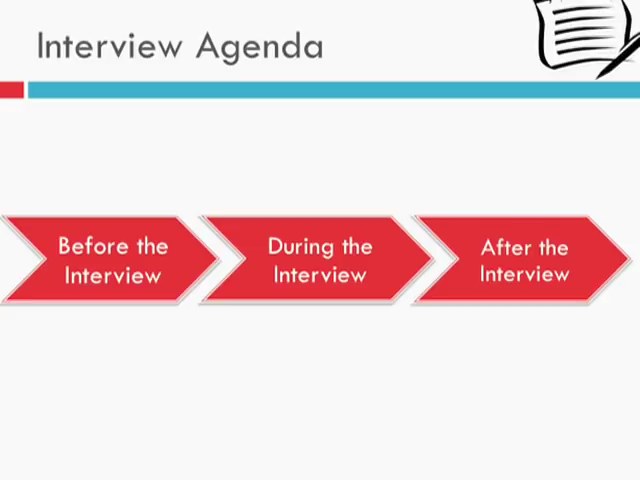 Interview Agenda
Before the
Interview
During the
Interview
After the
Interview